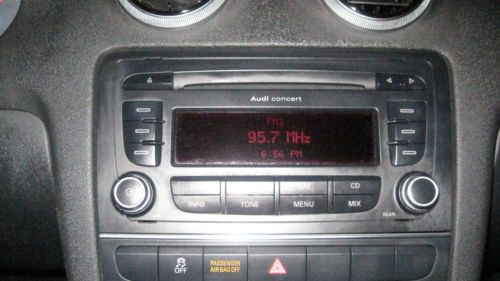 Audi concert
FM2
95.7 MHz
6:56 PM
CD
INFO TONE MENU MIX
SCAN
OFF
PASSENGER
AIR BAG OFF